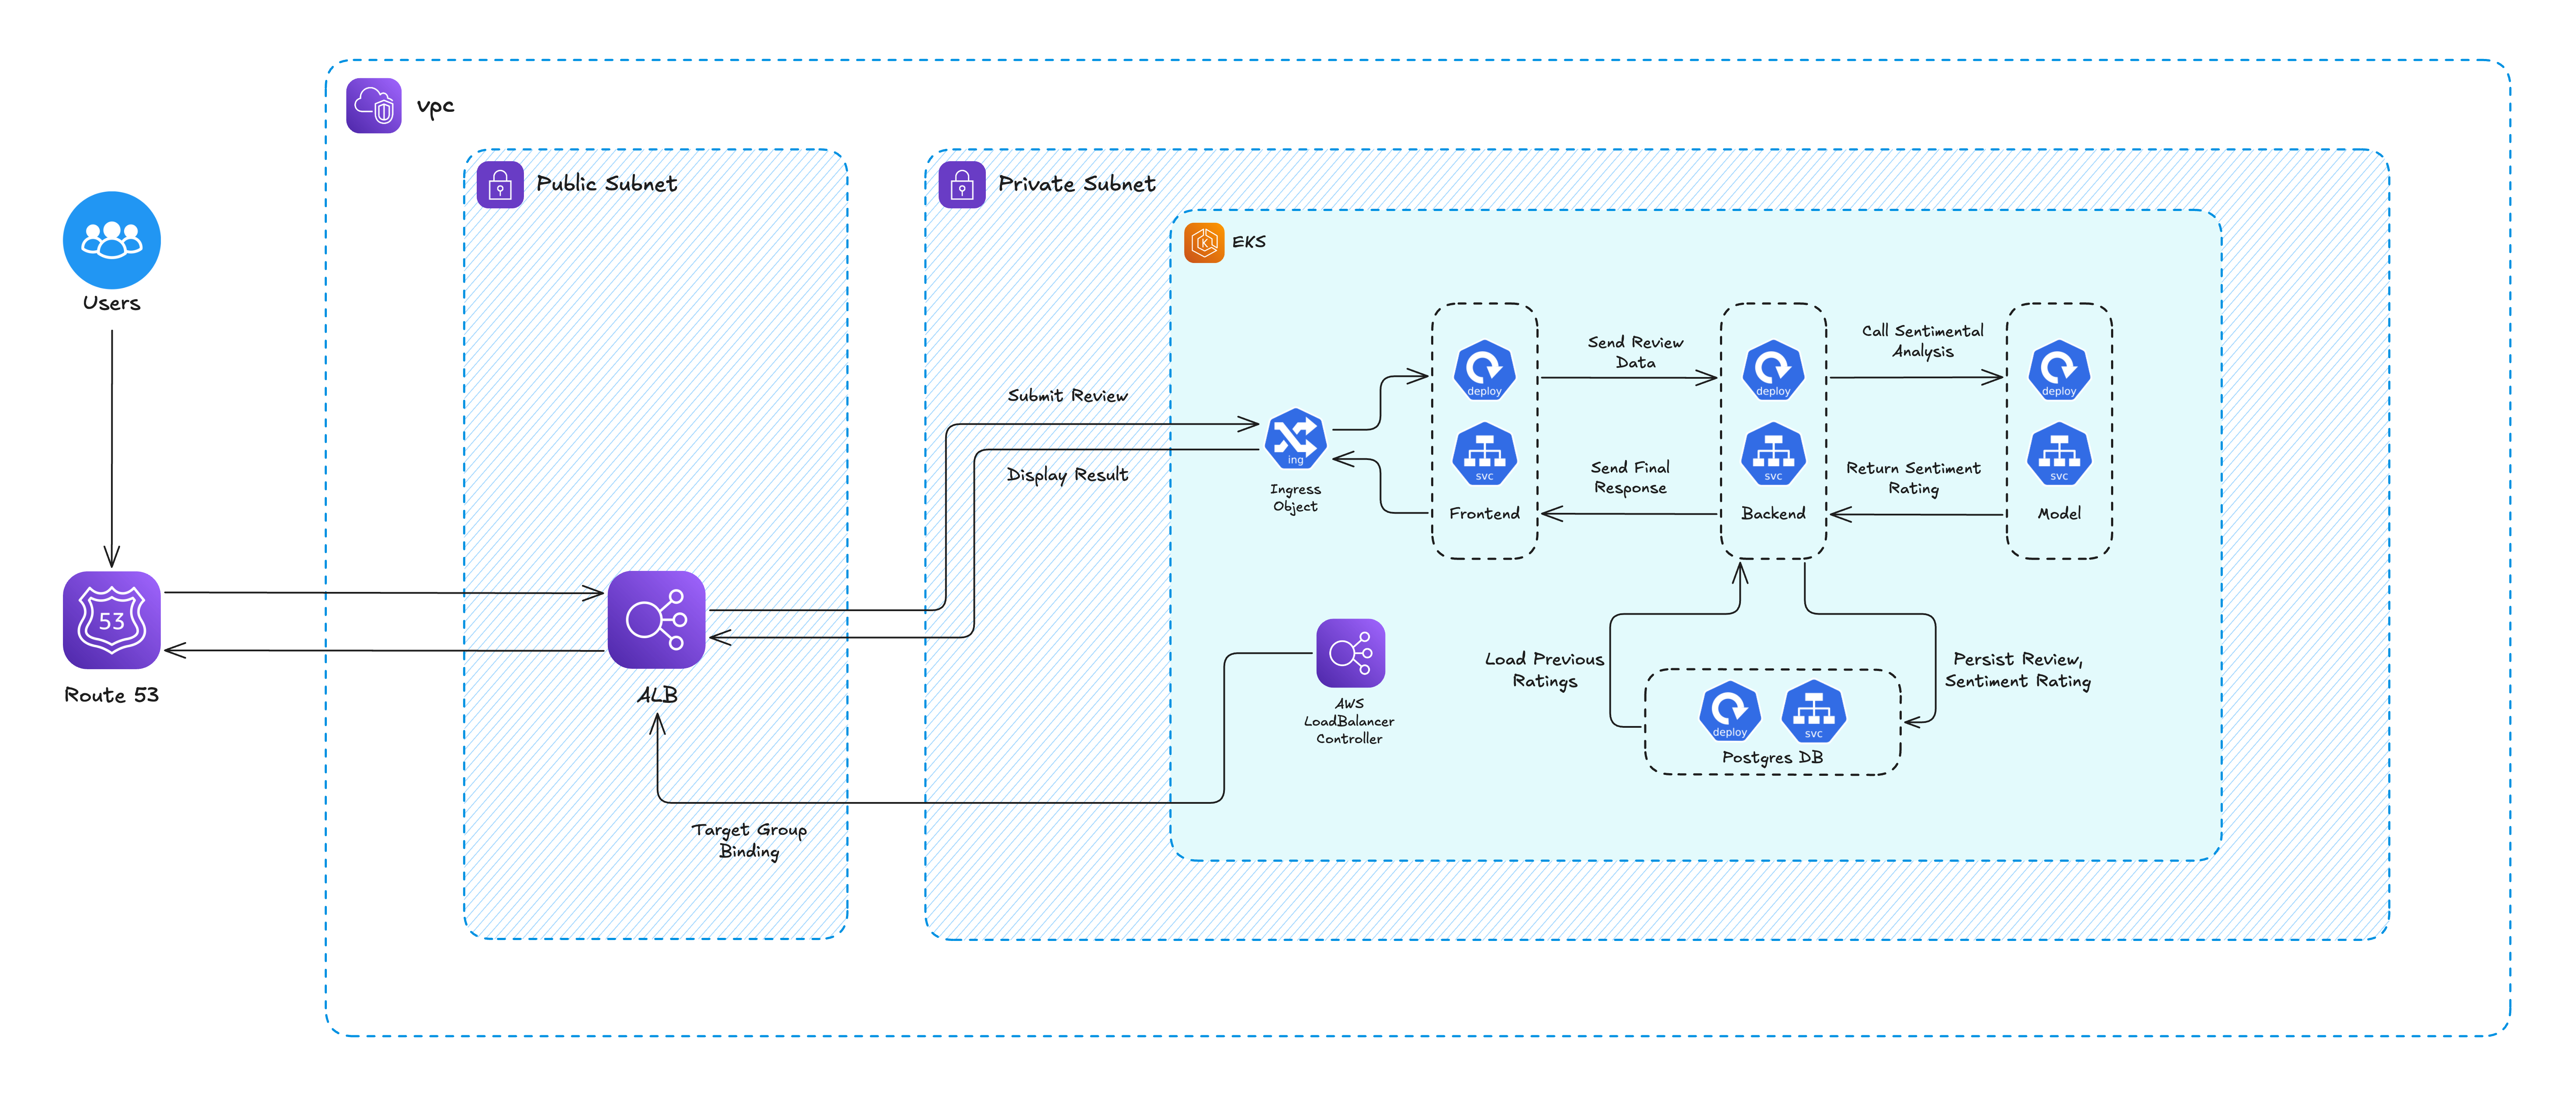 vpc
Public Subnet
Private Subnet
EKS
Users
Route 53
53
ALB
Submit Review
Display Result
ing
Ingress
Object
deploy
svc
Frontend
Send Review
Data
Send Final
Response
deploy
svc
Backend
Call Sentimental
Analysis
Return Sentiment
Rating
deploy
svc
Model
AWS
LoadBalancer
Controller
Load Previous
Ratings
Persist Review,
Sentiment Rating
deploy
svc
Postgres DB
Target Group
Binding
K